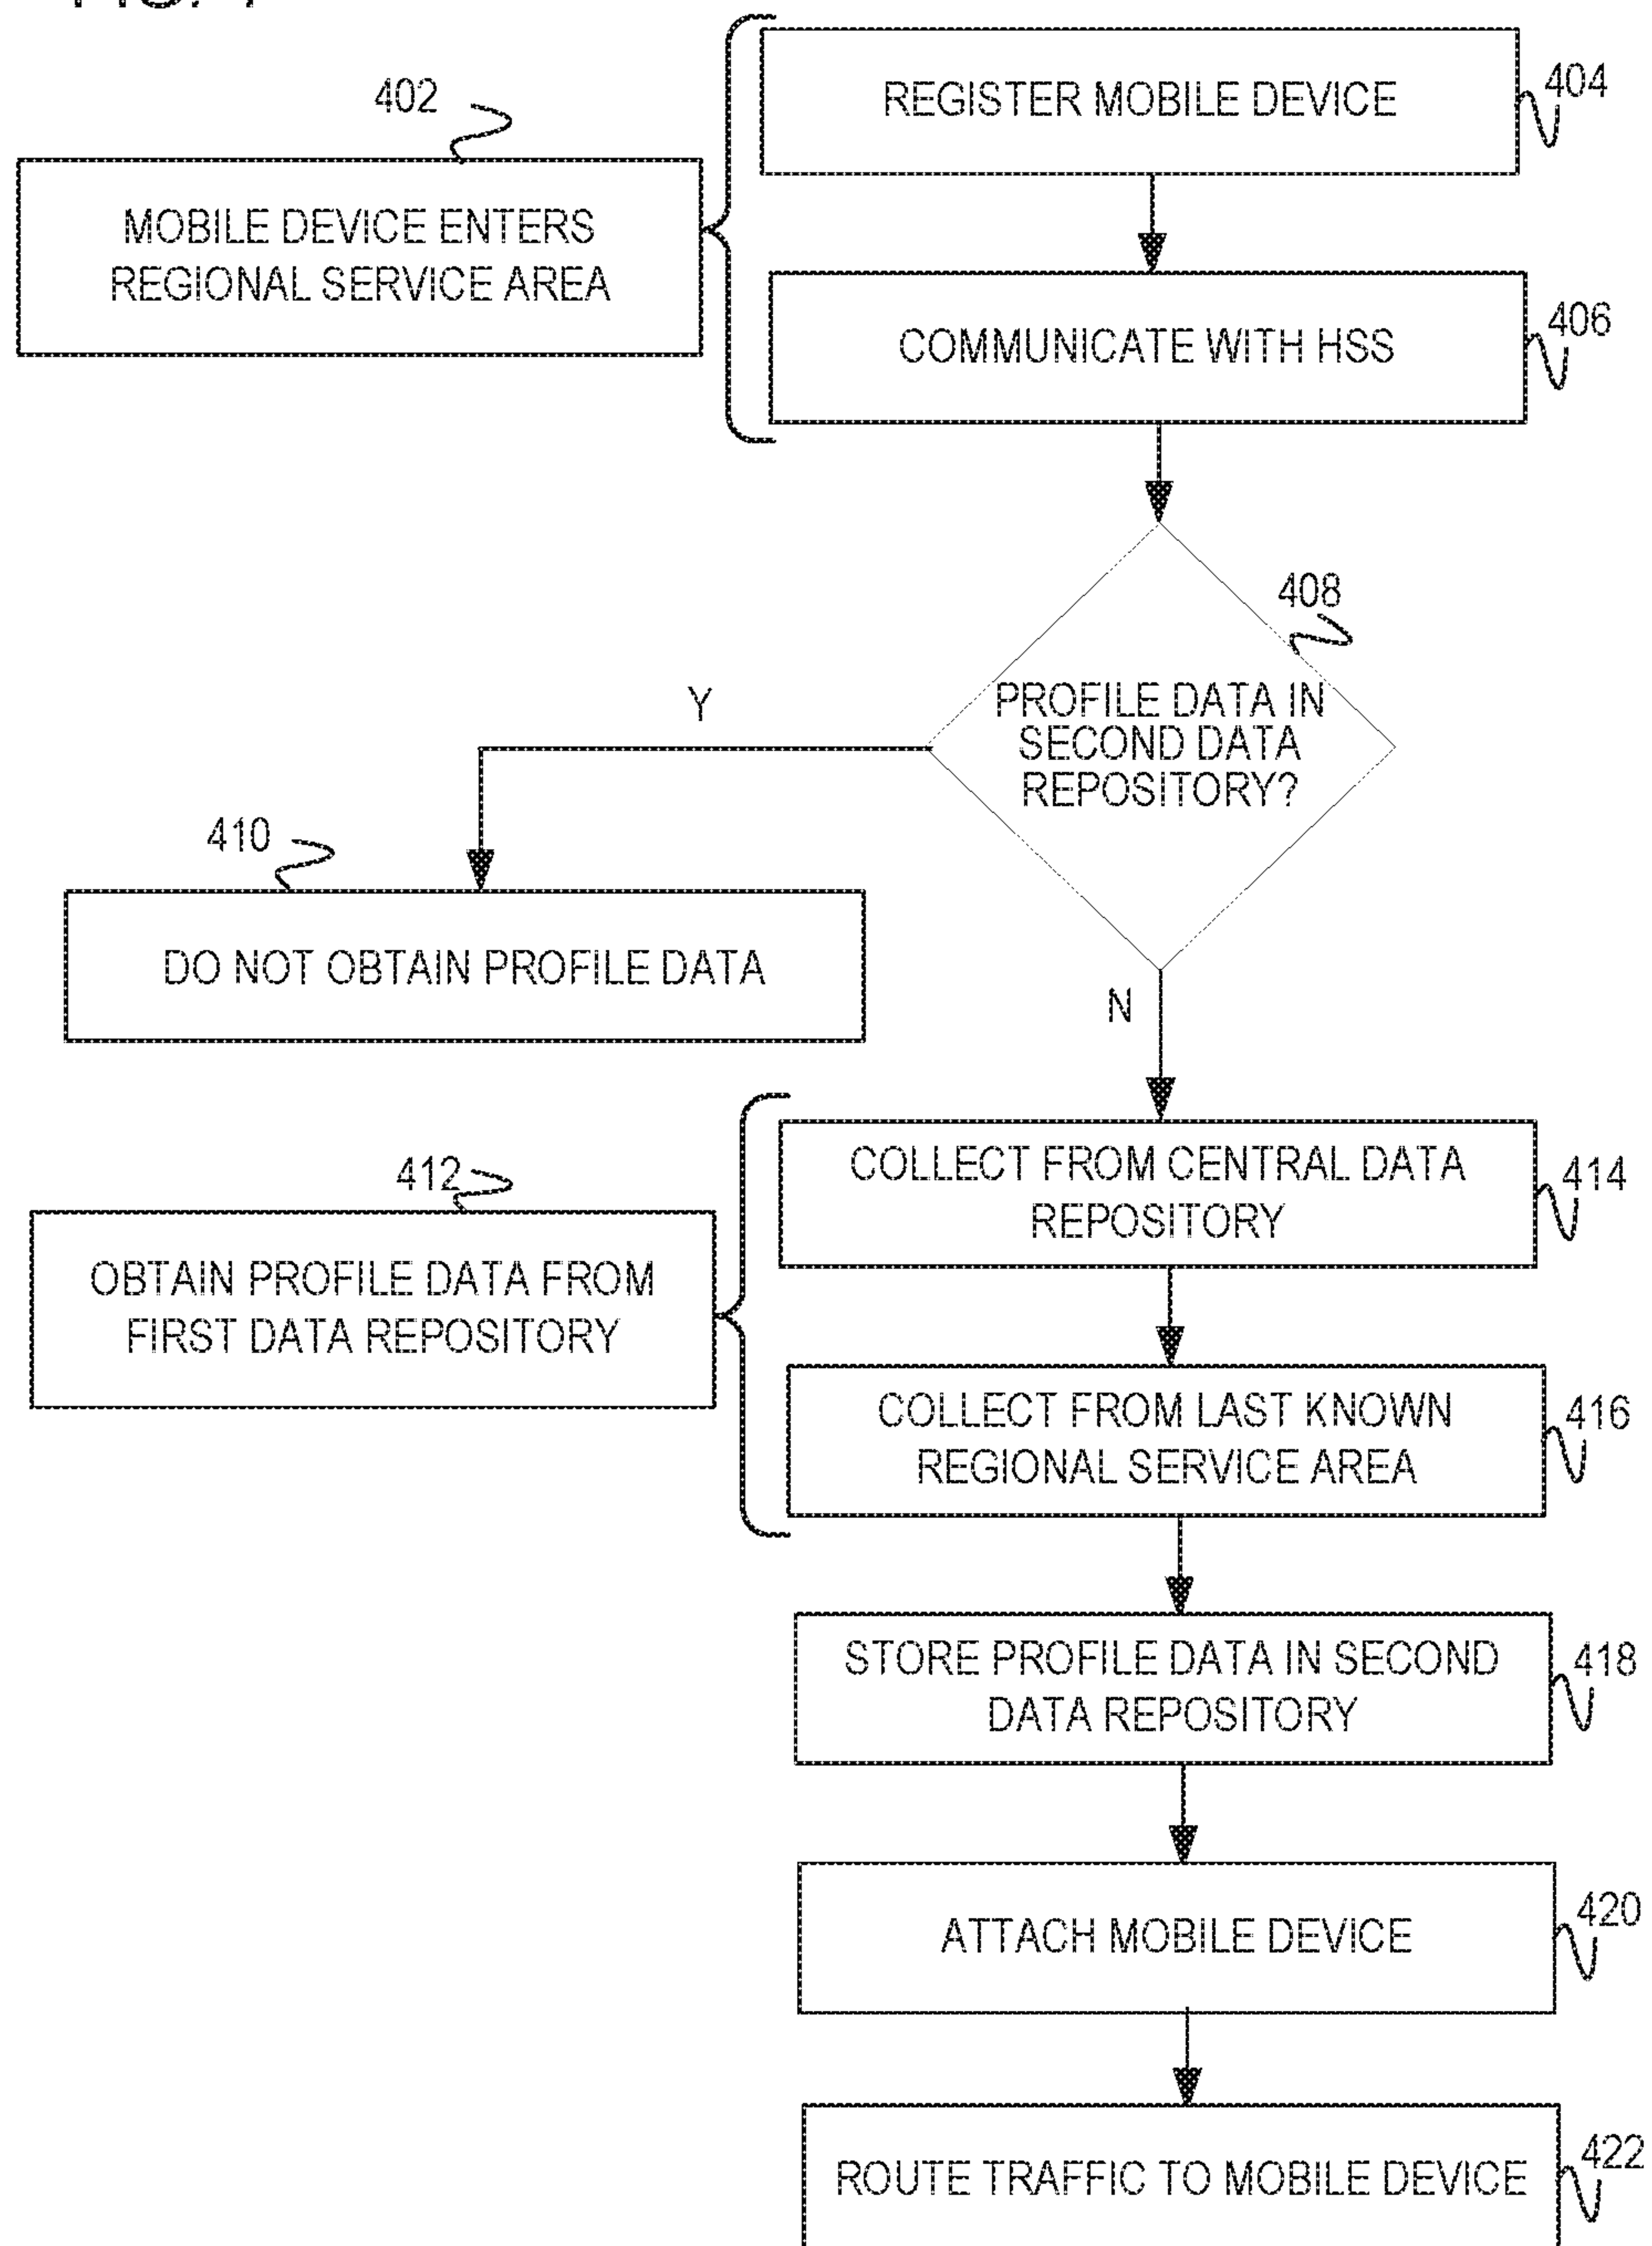 402
MOBILE DEVICE ENTERS
REGIONAL SERVICE AREA
REGISTER MOBILE DEVICE
404
COMMUNICATE WITH HSS
406
408
PROFILE DATA IN
SECOND DATA
REPOSITORY?
Y
N
410
DO NOT OBTAIN PROFILE DATA
412
OBTAIN PROFILE DATA FROM
FIRST DATA REPOSITORY
COLLECT FROM CENTRAL DATA
REPOSITORY
414
COLLECT FROM LAST KNOWN
REGIONAL SERVICE AREA
416
STORE PROFILE DATA IN SECOND
DATA REPOSITORY
418
ATTACH MOBILE DEVICE
420
ROUTE TRAFFIC TO MOBILE DEVICE
422